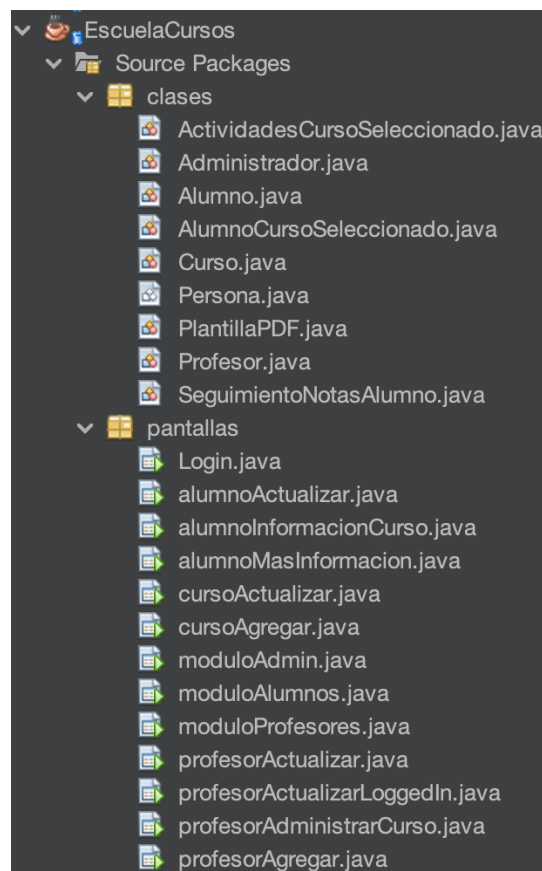 EscuelaCursos
Source Packages
clases
ActividadesCursoSeleccionado.java
Administrador.java
Alumno.java
AlumnoCursoSeleccionado.java
Curso.java
Persona.java
PlantillaPDF.java
Profesor.java
SeguimientoNotasAlumno.java
pantallas
Login.java
alumnoActualizar.java
alumnoInformacionCurso.java
alumnoMasInformacion.java
cursoActualizar.java
cursoAgregar.java
moduloAdmin.java
moduloAlumnos.java
moduloProfesores.java
profesorActualizar.java
profesorActualizarLoggedIn.java
profesorAdministrarCurso.java
profesorAgregar.java